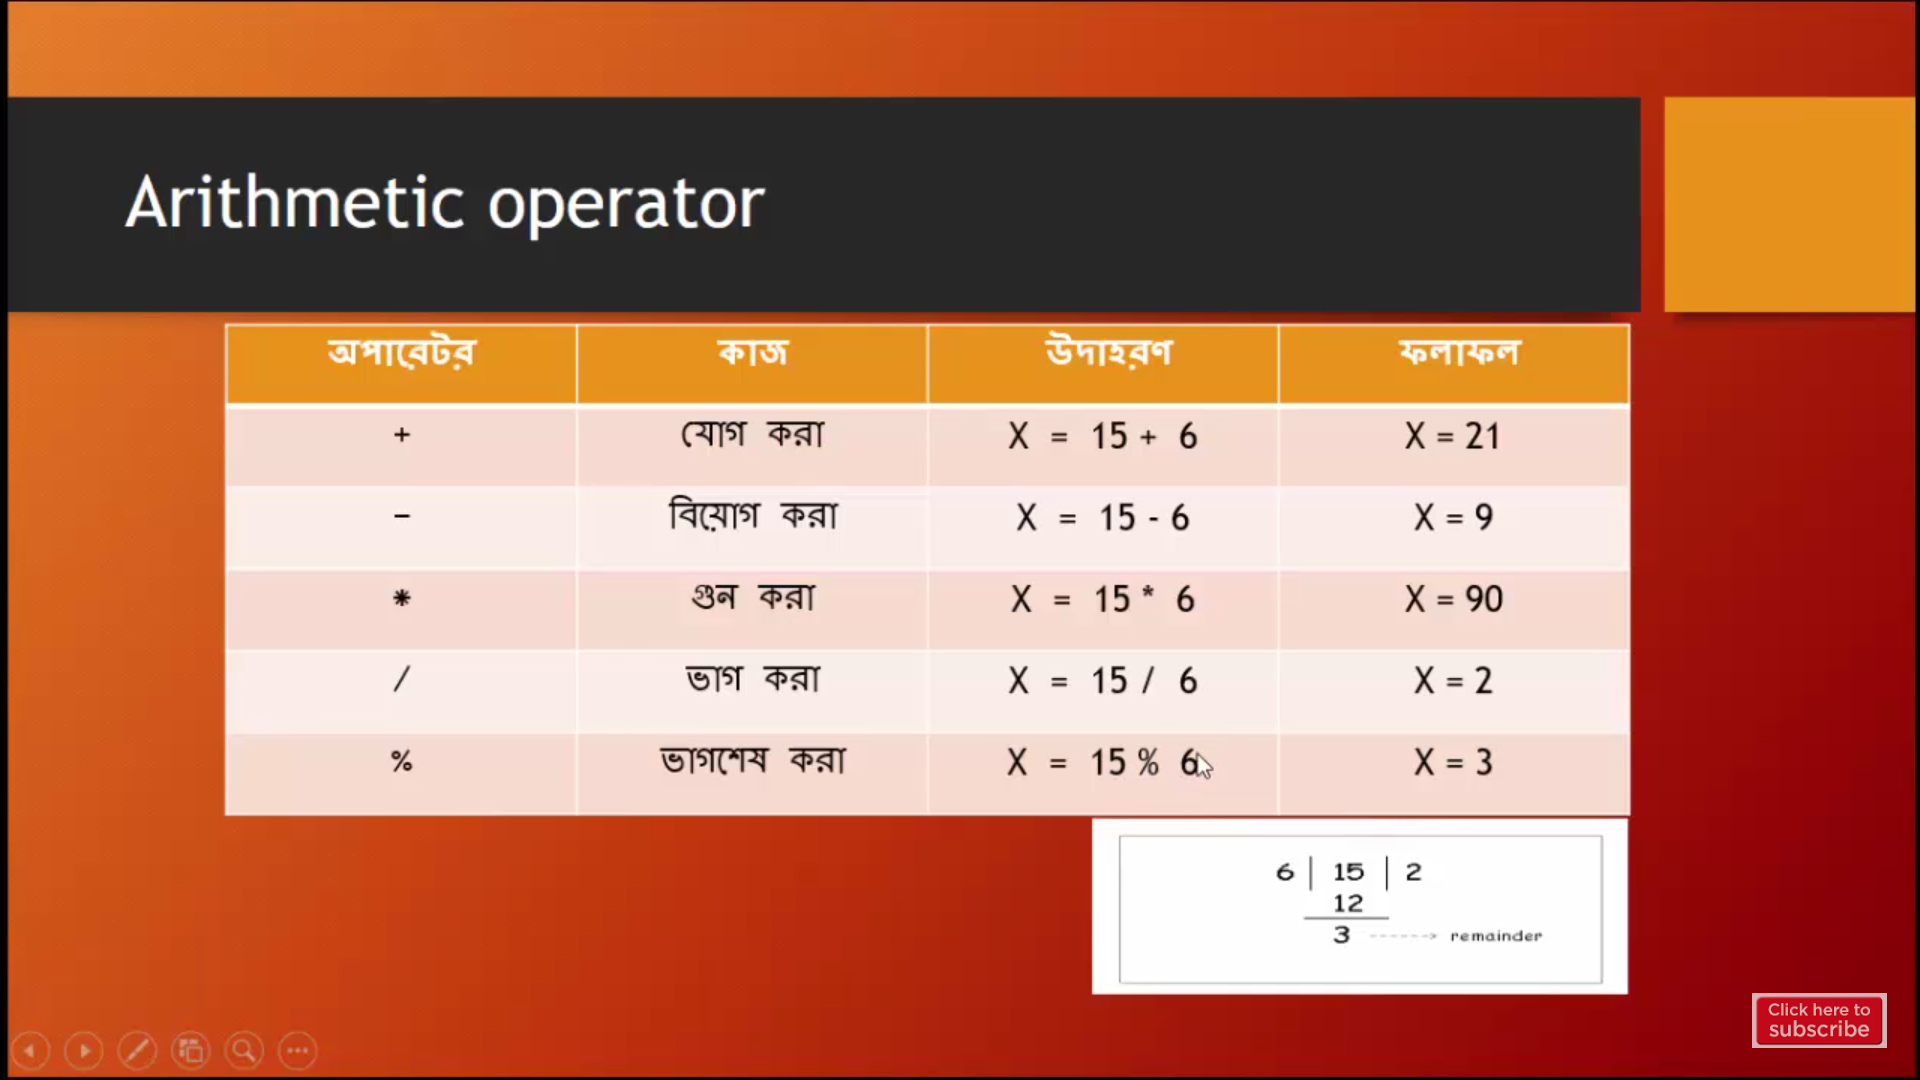 Arithmetic operator
অপারেটর কাজ উদাহরণ ফলাফল
+ যোগ করা X = 15 + 6 X = 21
- বিয়োগ করা X = 15 - 6 X = 9
* গুন করা X = 15 * 6 X = 90
/ ভাগ করা X = 15 / 6 X = 2
% ভাগশেষ করা X = 15 % 6 X = 3
6 | 15 | 2
12
3 -----> remainder
Click here to
subscribe